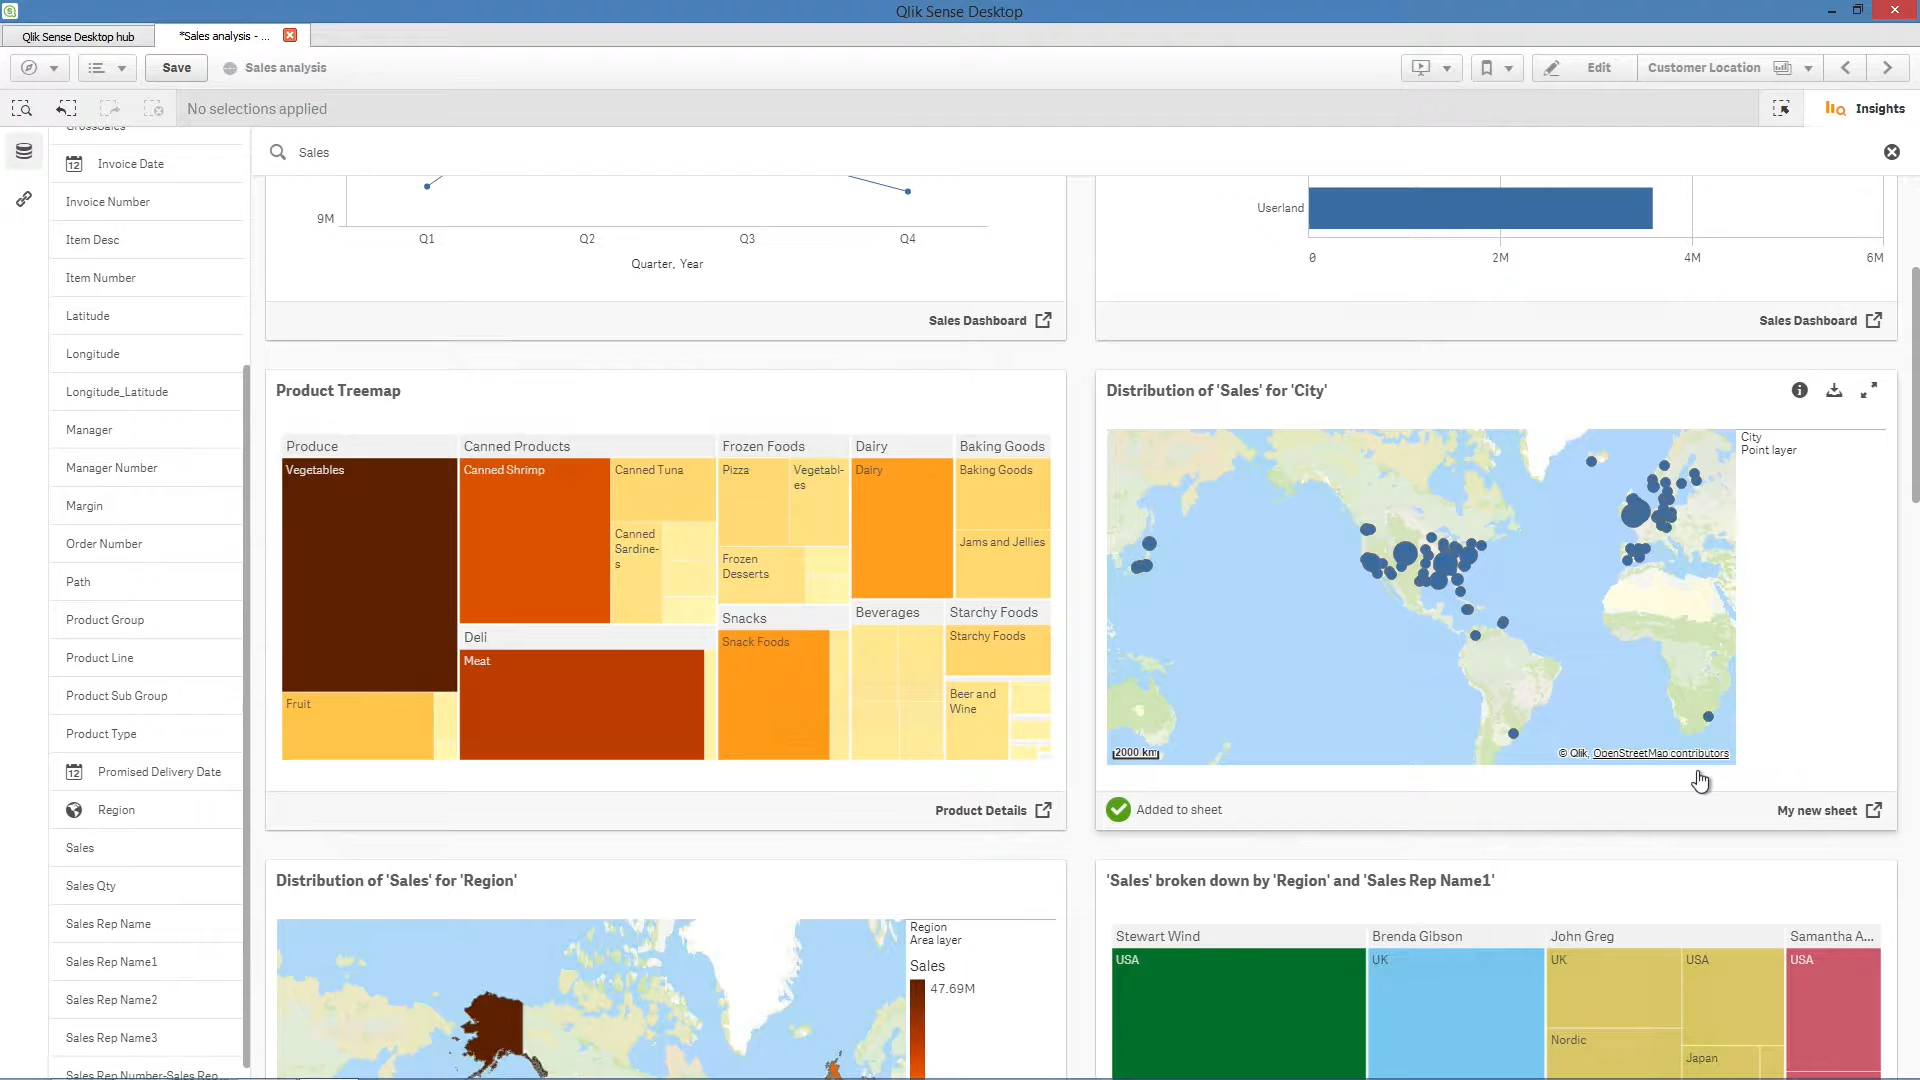 Qlik Sense Desktop
Qlik Sense Desktop hub
*Sales analysis - ...
Save
Sales analysis
Edit
Customer Location
No selections applied
Insights
GrossSales
Invoice Date
Invoice Number
Item Desc
Item Number
Latitude
Longitude
Longitude_Latitude
Manager
Manager Number
Margin
Order Number
Path
Product Group
Product Line
Product Sub Group
Product Type
Promised Delivery Date
Region
Sales
Sales Qty
Sales Rep Name
Sales Rep Name1
Sales Rep Name2
Sales Rep Name3
Sales Rep Number-Sales Rep...
Sales
9M
Q1
Q2
Q3
Q4
Quarter, Year
Sales Dashboard
Userland
0
2M
4M
6M
Sales Dashboard
Product Treemap
Produce
Canned Products
Frozen Foods
Dairy
Baking Goods
Vegetables
Canned Shrimp
Canned Tuna
Pizza
Vegetabl-
es
Dairy
Baking Goods
Canned
Sardine-
s
Frozen
Desserts
Jams and Jellies
Snacks
Beverages
Starchy Foods
Deli
Snack Foods
Starchy Foods
Meat
Fruit
Beer and
Wine
Product Details
Distribution of 'Sales' for 'City'
City
Point layer
2000 km
© Qlik, OpenStreetMap contributors
Added to sheet
My new sheet
Distribution of 'Sales' for 'Region'
Region
Area layer
Sales
47.69M
'Sales' broken down by 'Region' and 'Sales Rep Name1'
Stewart Wind
Brenda Gibson
John Greg
Samantha A...
USA
UK
UK
USA
USA
Nordic
Japan
12
12